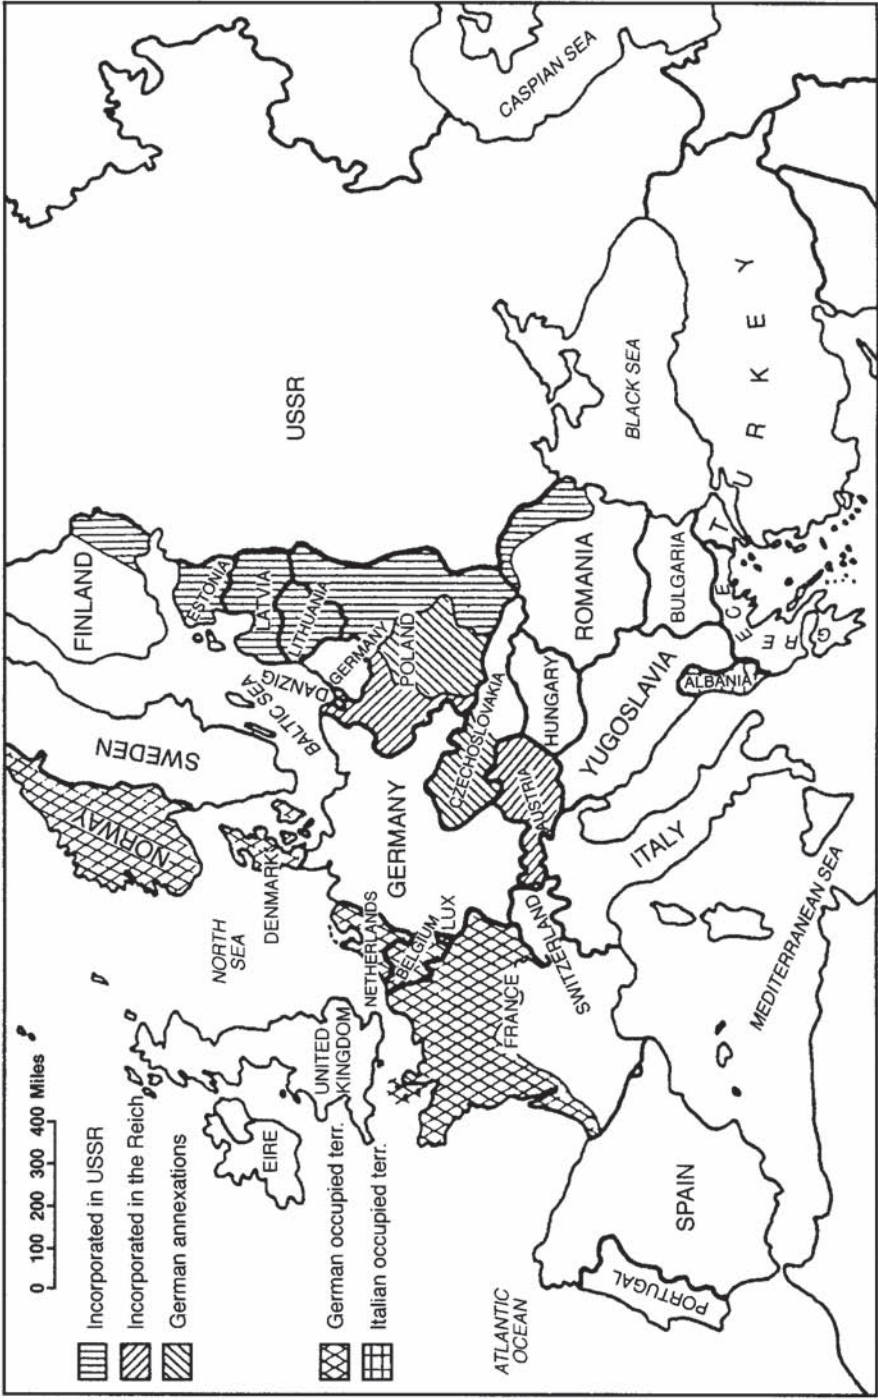 0 100 200 300 400 Miles
Incorporated in USSR
Incorporated in the Reich
German annexations
German occupied terr.
Italian occupied terr.
NORWAY
SWEDEN
FINLAND
USSR
ESTONIA
LATVIA
LITHUANIA
BALTIC SEA
DANZIG
GERMANY
POLAND
NORTH
SEA
DENMARK
EIRE
UNITED
KINGDOM
NETHERLANDS
BELGIUM
LUX
GERMANY
CZECHOSLOVAKIA
AUSTRIA
HUNGARY
ROMANIA
FRANCE
SWITZERLAND
ATLANTIC
OCEAN
PORTUGAL
SPAIN
ITALY
YUGOSLAVIA
ALBANIA
BULGARIA
GREECE
TURKEY
BLACK SEA
CASPIAN SEA
MEDITERRANEAN SEA